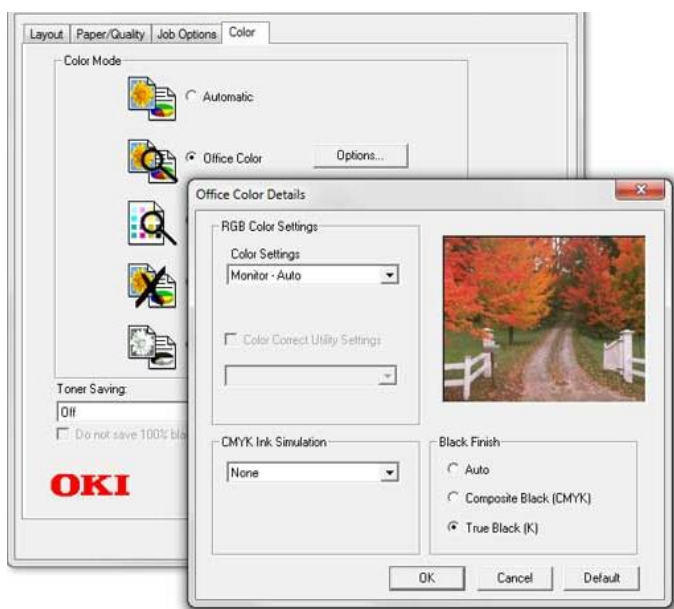 Layout Paper/Quality Job Options Color
Color Mode
Automatic
Office Color Options...
Office Color Details
RGB Color Settings
Color Settings
Monitor - Auto
Color Correct Utility Settings
Toner Saving:
Off
Do not save 100% bla
CMYK Ink Simulation
None
Black Finish
Auto
Composite Black (CMYK)
True Black (K)
OKI
OK Cancel Default